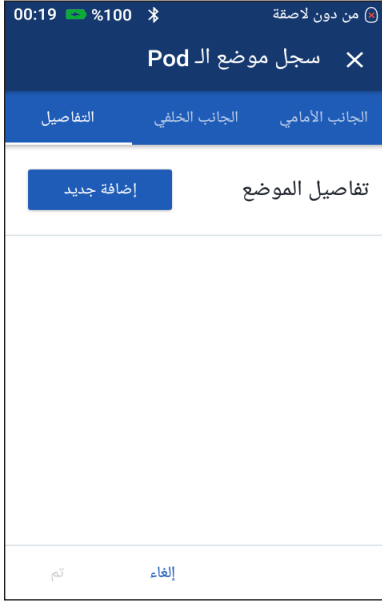 من دون لاصقة %100 00:19
سجل موضع الـ Pod
الجانب الأمامي الجانب الخلفي التفاصيل
تفاصيل الموضع إضافة جديد
إلغاء تم